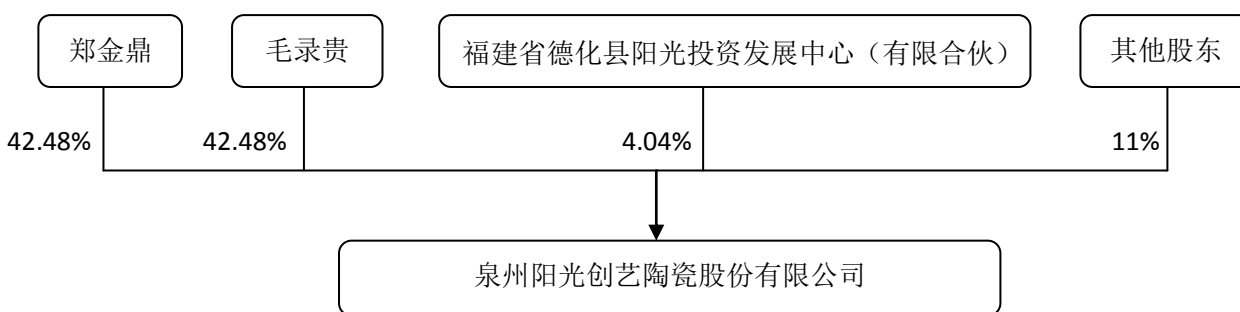 郑金鼎
毛录贵
福建省德化县阳光投资发展中心（有限合伙）
其他股东
42.48%
42.48%
4.04%
11%
泉州阳光创艺陶瓷股份有限公司